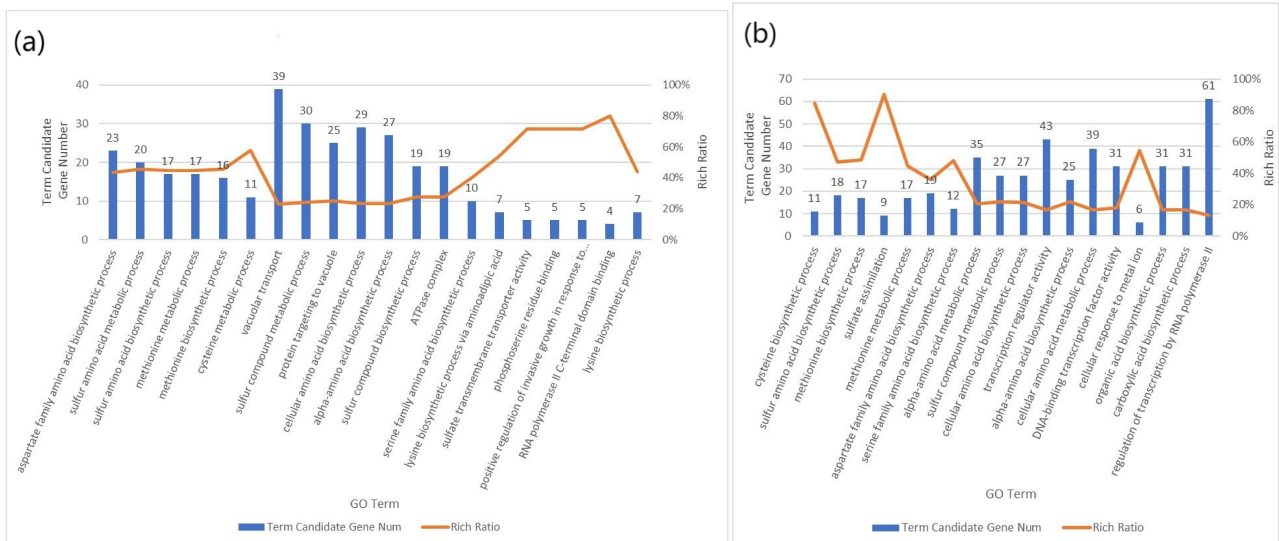 (a)
Term Candidate
Gene Number
40
30
20
10
0
23
20
17
17
16
11
39
30
25
29
27
19
19
10
7
5
5
5
4
7
100%
80%
60%
40%
20%
0%
Rich Ratio
aspartate family amino acid biosynthetic process
sulfur amino acid metabolic process
sulfur amino acid biosynthetic process
methionine metabolic process
methionine biosynthetic process
cysteine metabolic process
vacuolar transport
sulfur compound metabolic process
protein targeting to vacuole
cellular amino acid biosynthetic process
alpha-amino acid biosynthetic process
sulfur compound biosynthetic process
ATPase complex
serine family amino acid biosynthetic process
lysine biosynthetic process via aminoadipic acid
sulfate transmembrane transporter activity
phosphoserine residue binding
positive regulation of invasive growth in response to...
RNA polymerase II C-terminal domain binding
lysine biosynthetic process
GO Term
Term Candidate Gene Num
Rich Ratio
(b)
Term Candidate
Gene Number
70
60
50
40
30
20
10
0
11
18
17
9
17
19
12
35
27
27
43
25
39
31
6
31
31
61
100%
80%
60%
40%
20%
0%
Rich Ratio
cysteine biosynthetic process
sulfur amino acid biosynthetic process
methionine biosynthetic process
sulfate assimilation
methionine metabolic process
aspartate family amino acid biosynthetic process
serine family amino acid biosynthetic process
alpha-amino acid metabolic process
sulfur compound metabolic process
cellular amino acid biosynthetic process
transcription regulator activity
alpha-amino acid biosynthetic process
cellular amino acid metabolic process
DNA-binding transcription factor activity
cellular response to metal ion
organic acid biosynthetic process
carboxylic acid biosynthetic process
regulation of transcription by RNA polymerase II
GO Term
Term Candidate Gene Num
Rich Ratio